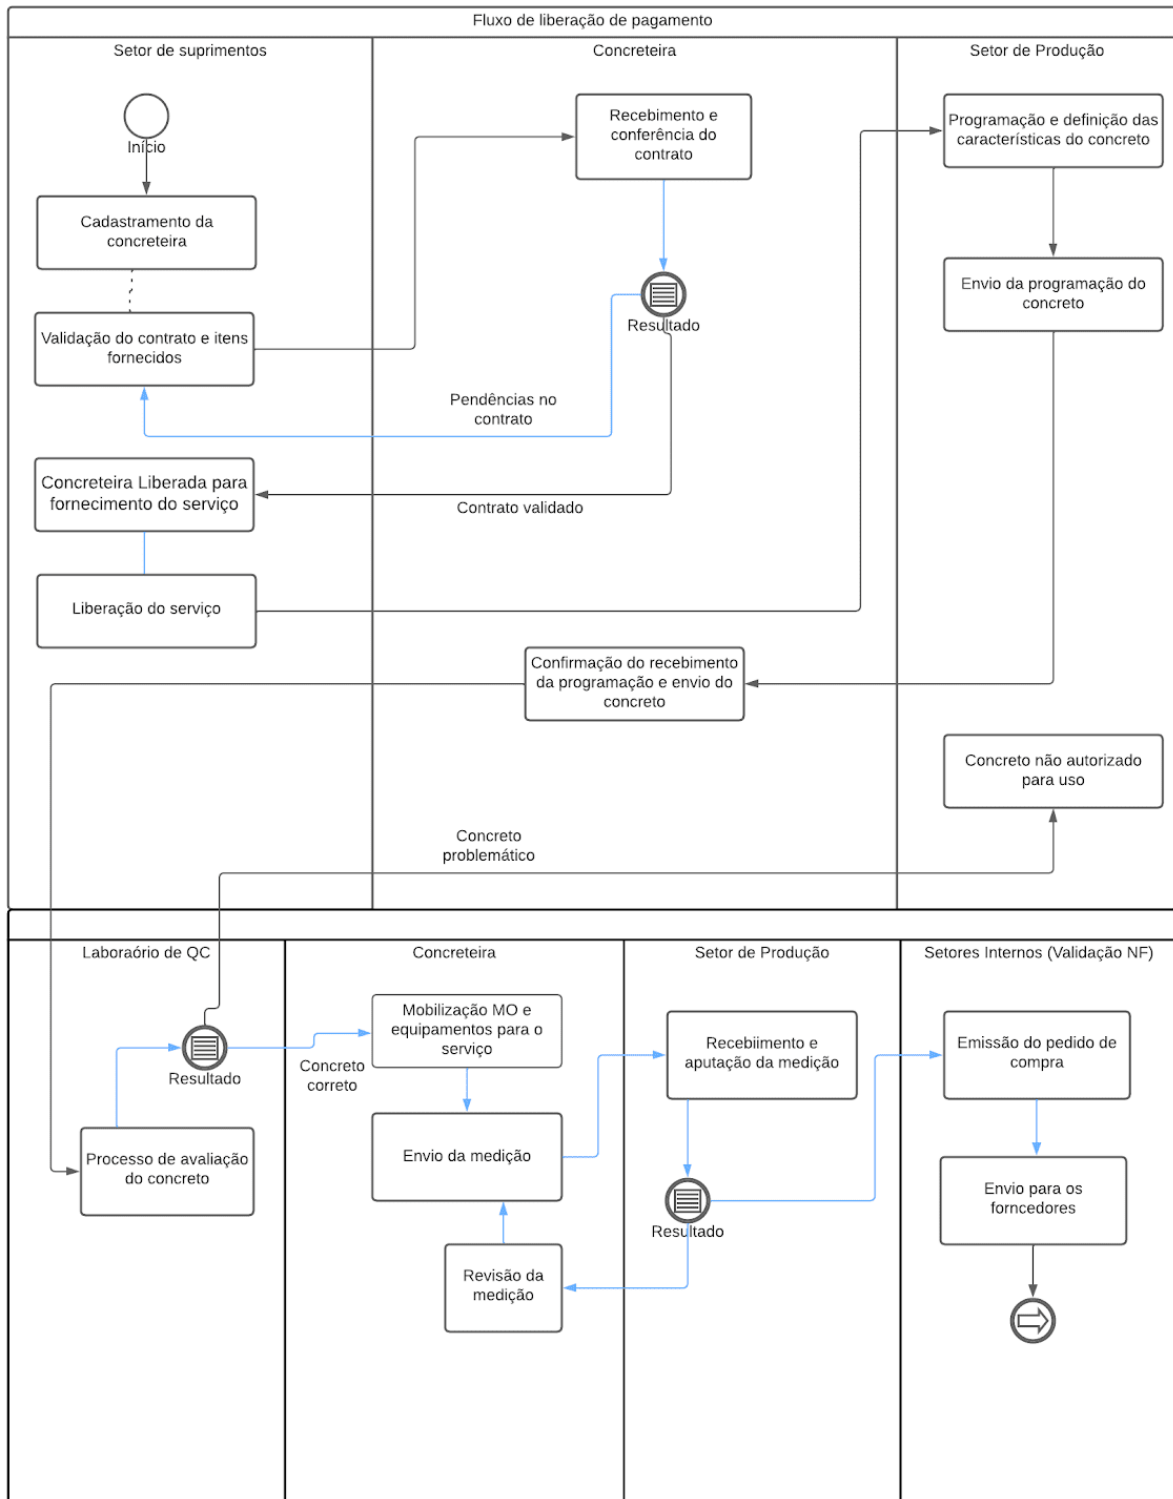 Fluxo de liberação de pagamento
Setor de suprimentos
Concreteira
Setor de Produção
Início
Recebimento e
conferência do
contrato
Programação e definição das
características do concreto
Cadastramento da
concreteira
Envio da programação do
concreto
Resultado
Validação do contrato e itens
fornecidos
Pendências no
contrato
Concreteira Liberada para
fornecimento do serviço
Contrato validado
Liberação do serviço
Confirmação do recebimento
da programação e envio do
concreto
Concreto não autorizado
para uso
Concreto
problemático
Laboraório de QC
Concreteira
Setor de Produção
Setores Internos (Validação NF)
Mobilização MO e
equipamentos para o
serviço
Recebiimento e
aputação da medição
Emissão do pedido de
compra
Resultado
Concreto
correto
Processo de avaliação
do concreto
Envio da medição
Envio para os
forncedores
Resultado
Revisão da
medição